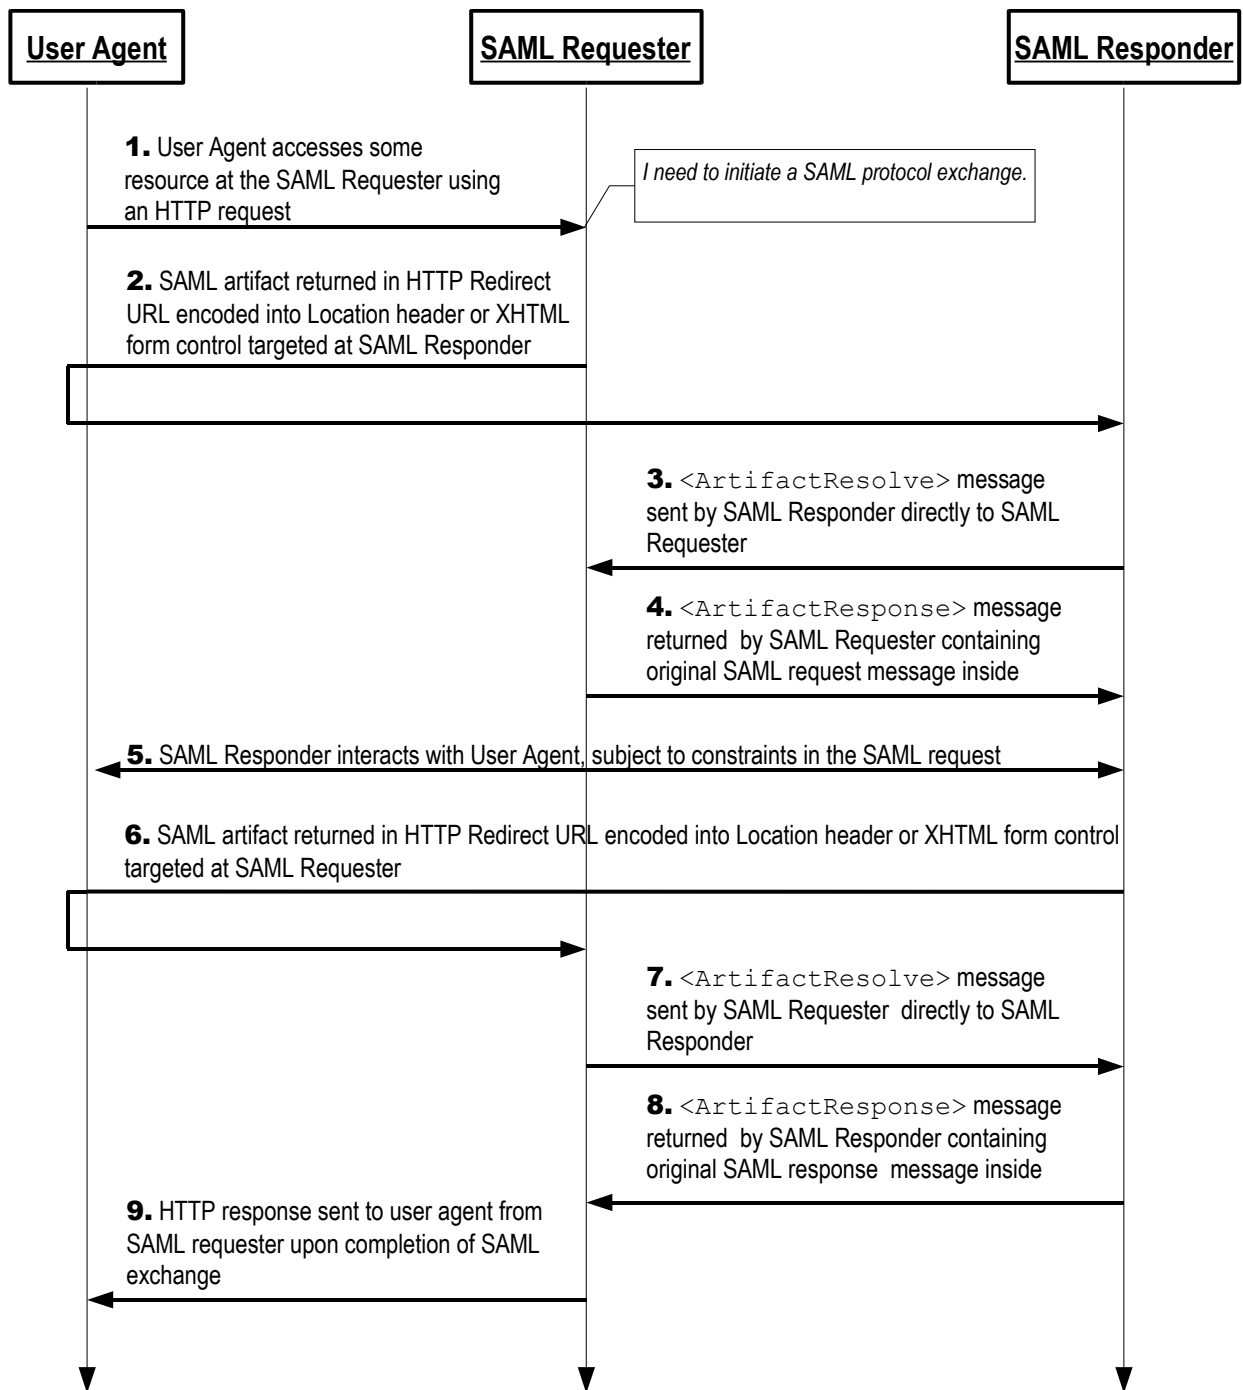 User Agent
SAML Requester
SAML Responder
1. User Agent accesses some
resource at the SAML Requester using
an HTTP request
I need to initiate a SAML protocol exchange.
2. SAML artifact returned in HTTP Redirect
URL encoded into Location header or XHTML
form control targeted at SAML Responder
3. <ArtifactResolve> message
sent by SAML Responder directly to SAML
Requester
4. <ArtifactResponse> message
returned by SAML Requester containing
original SAML request message inside
5. SAML Responder interacts with User Agent, subject to constraints in the SAML request
6. SAML artifact returned in HTTP Redirect URL encoded into Location header or XHTML form control
targeted at SAML Requester
7. <ArtifactResolve> message
sent by SAML Requester directly to SAML
Responder
8. <ArtifactResponse> message
returned by SAML Responder containing
original SAML response message inside
9. HTTP response sent to user agent from
SAML requester upon completion of SAML
exchange